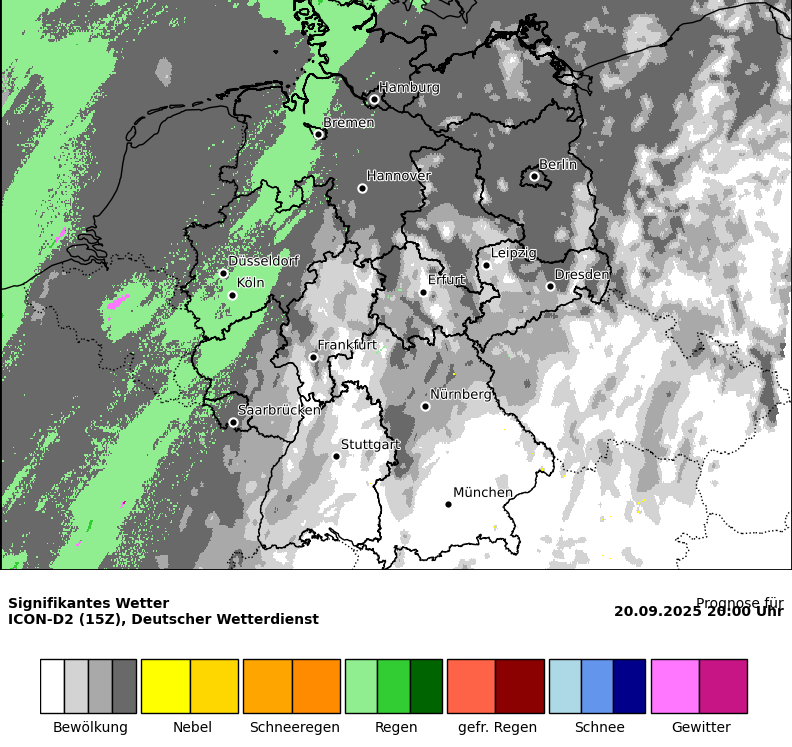 Hamburg
Bremen
Berlin
Hannover
Leipzig
Düsseldorf
Dresden
Köln
Erfurt
Frankfurt
Nürnberg
Saarbrücken
Stuttgart
München
Signifikantes Wetter
Prognose für
ICON-D2 (15Z), Deutscher Wetterdienst
20.09.2025 20:00 Uhr
Bewölkung Nebel Schneeregen Regen gefr. Regen Schnee Gewitter